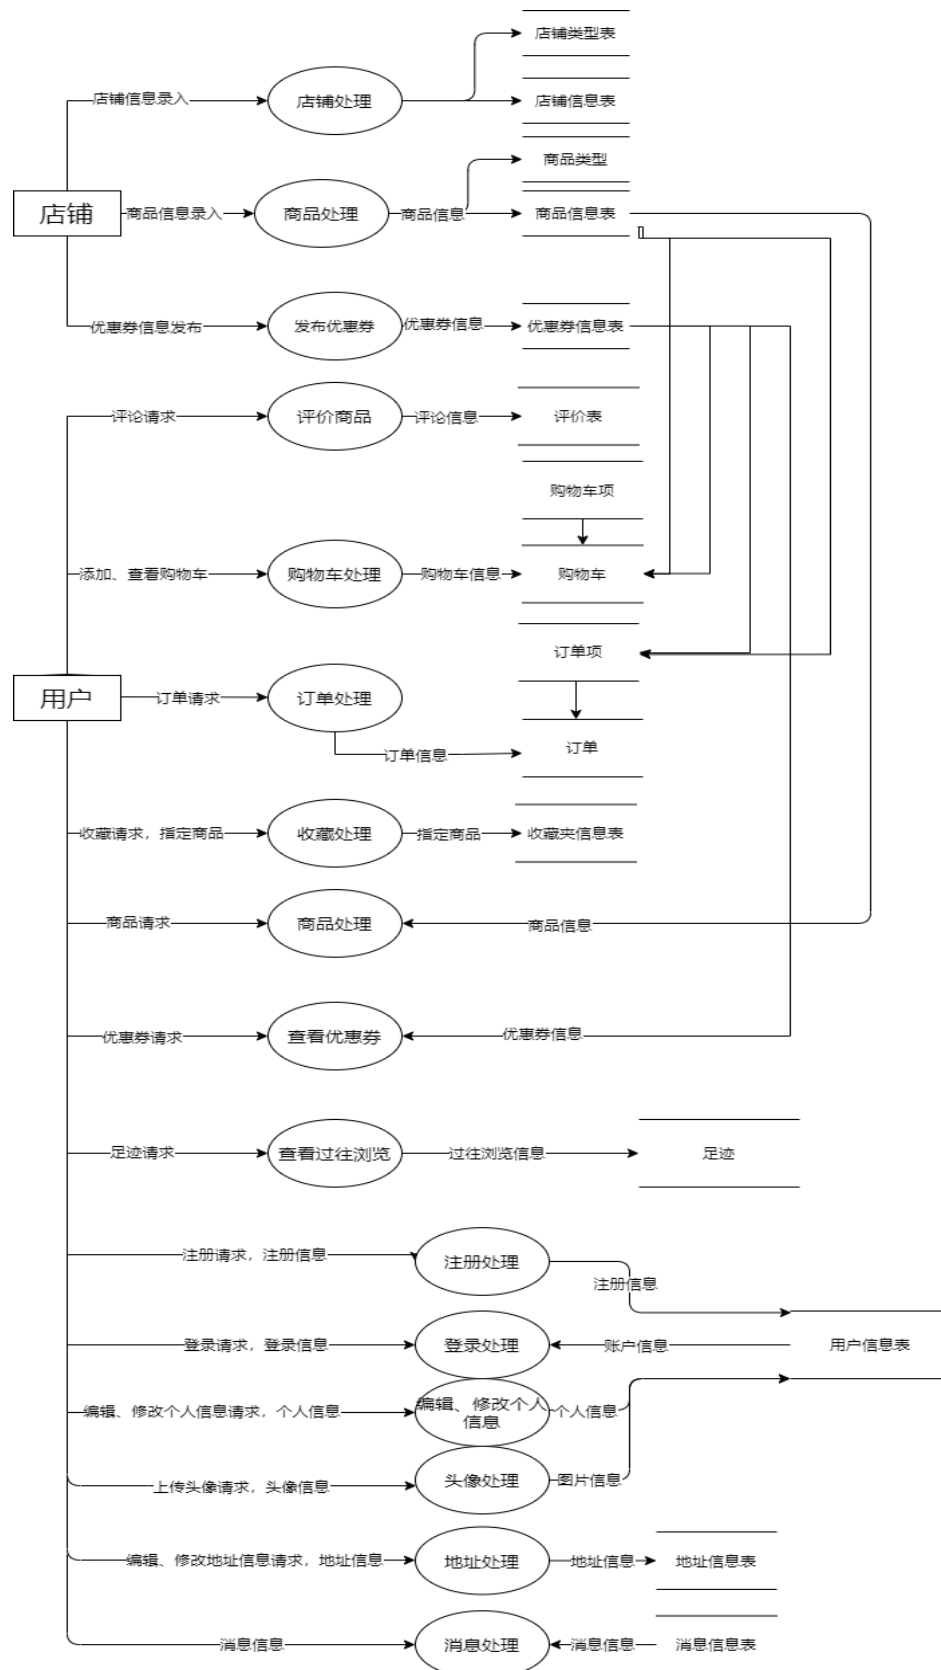 店铺类型表
店铺信息录入
店铺处理
店铺信息表
商品类型
店铺
商品信息录入
商品处理
商品信息
商品信息表
优惠券信息发布
发布优惠券
优惠券信息
优惠券信息表
评论请求
评价商品
评论信息
评价表
购物车项
添加、查看购物车
购物车处理
购物车信息
购物车
订单项
用户
订单请求
订单处理
订单信息
订单
收藏请求，指定商品
收藏处理
指定商品
收藏夹信息表
商品请求
商品处理
商品信息
优惠券请求
查看优惠券
优惠券信息
足迹请求
查看过往浏览
过往浏览信息
足迹
注册请求，注册信息
注册处理
注册信息
登录请求，登录信息
登录处理
账户信息
用户信息表
编辑、修改个人信息请求，个人信息
编辑、修改个人
信息
个人信息
上传头像请求，头像信息
头像处理
图片信息
编辑、修改地址信息请求，地址信息
地址处理
地址信息
地址信息表
消息信息
消息处理
消息信息
消息信息表